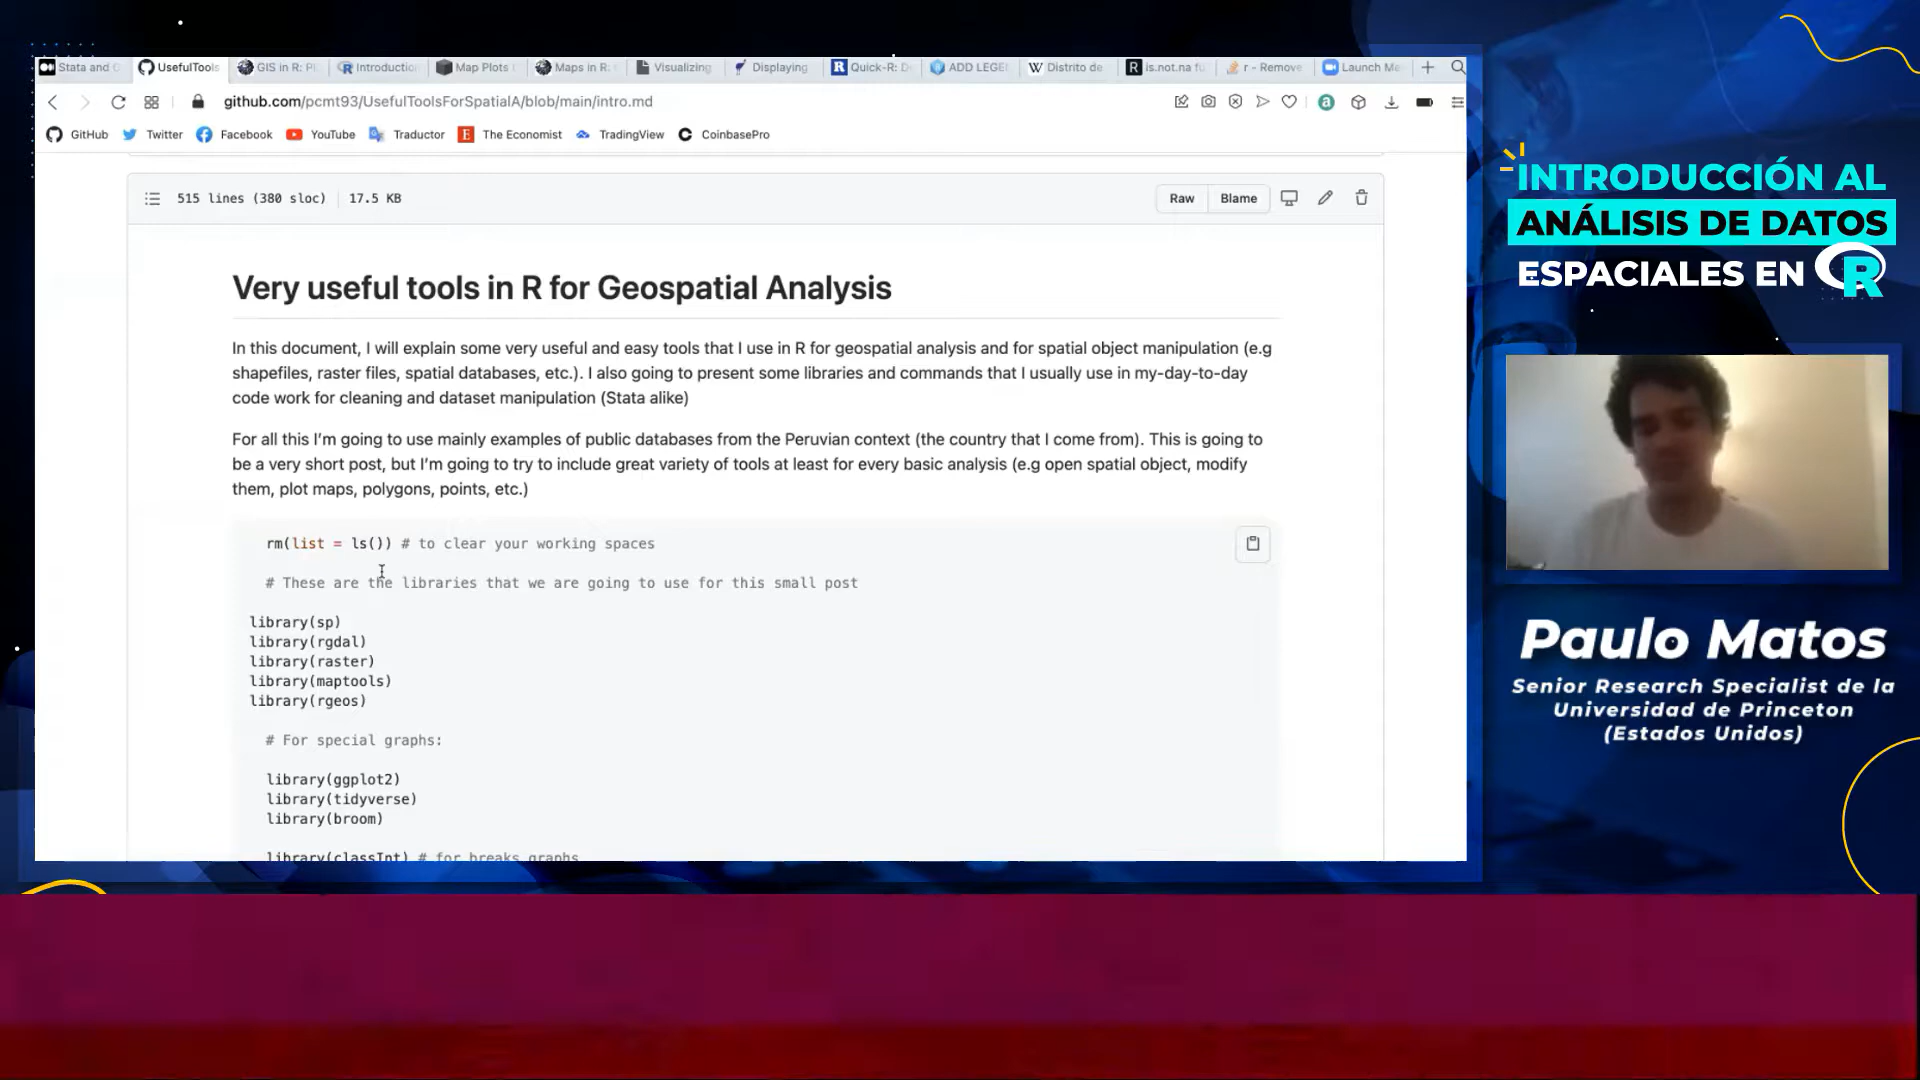 Stata and
UsefulTools
GIS in R: P
Introduction
Map Plots
Maps in R:
Visualizing
Displaying
Quick-R: D
ADD LEGE
Distrito de
is.not.na fu
r - Remove
Launch Me
github.com/pcmt93/UsefulToolsForSpatialA/blob/main/intro.md
GitHub
Twitter
Facebook
YouTube
Traductor
The Economist
TradingView
CoinbasePro
515 lines (380 sloc)
17.5 KB
Raw
Blame
Very useful tools in R for Geospatial Analysis
In this document, I will explain some very useful and easy tools that I use in R for geospatial analysis and for spatial object manipulation (e.g
shapefiles, raster files, spatial databases, etc.). I also going to present some libraries and commands that I usually use in my-day-to-day
code work for cleaning and dataset manipulation (Stata alike)
For all this I'm going to use mainly examples of public databases from the Peruvian context (the country that I come from). This is going to
be a very short post, but I'm going to try to include great variety of tools at least for every basic analysis (e.g open spatial object, modify
them, plot maps, polygons, points, etc.)
rm(list = ls()) # to clear your working spaces
# These are the libraries that we are going to use for this small post
library(sp)
library(rgdal)
library(raster)
library(maptools)
library(rgeos)
# For special graphs:
library(ggplot2)
library(tidyverse)
library(broom)
library(classInt) # for breaks graphs
INTRODUCCIÓN AL
ANÁLISIS DE DATOS
ESPACIALES EN R
Paulo Matos
Senior Research Specialist de la
Universidad de Princeton
(Estados Unidos)